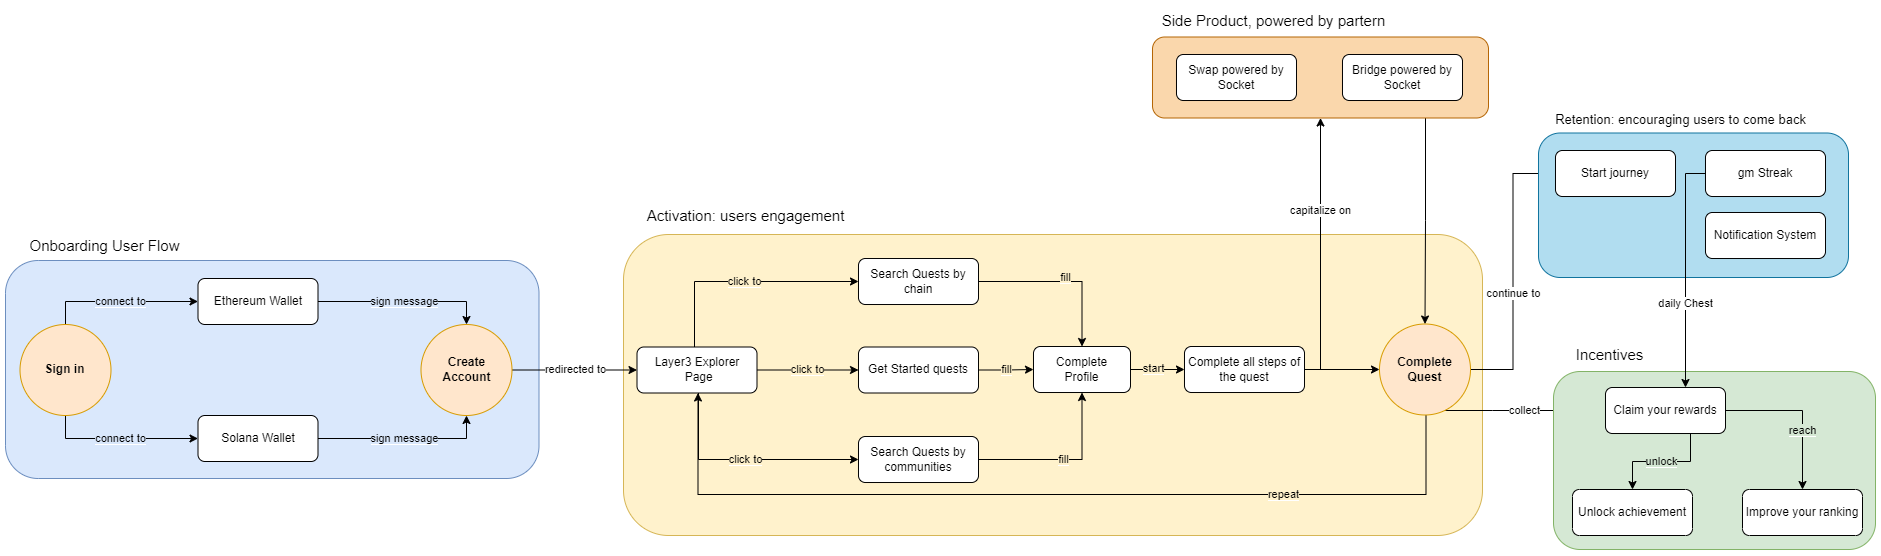 Side Product, powered by partern
Swap powered by
Socket
Bridge powered by
Socket
Retention: encouraging users to come back
Start journey
gm Streak
Notification System
capitalize on
continue to
daily Chest
Activation: users engagement
Onboarding User Flow
Sign in
connect to
Ethereum Wallet
sign message
connect to
Solana Wallet
sign message
Create
Account
redirected to
Layer3 Explorer
Page
click to
Search Quests by
chain
fill
click to
Get Started quests
fill
click to
Search Quests by
communities
fill
Complete
Profile
start
Complete all steps of
the quest
Complete
Quest
repeat
collect
Incentives
Claim your rewards
reach
unlock
Unlock achievement
Improve your ranking